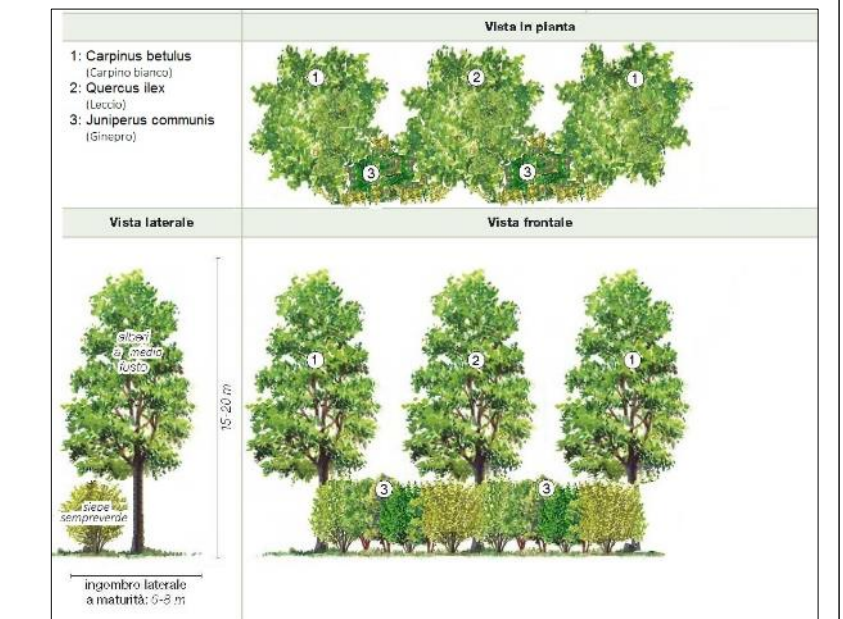 Vista in pianta
1: Carpinus betulus
(Carpino bianco)
2: Quercus ilex
(Leccio)
3: Juniperus communis
(Ginepro)
1
2
1
3
3
Vista laterale
Vista frontale
alberi
a medio
fusto
15-20 m
siepe
sempreverde
1
2
1
3
3
ingombro laterale
a maturità: 6-8 m